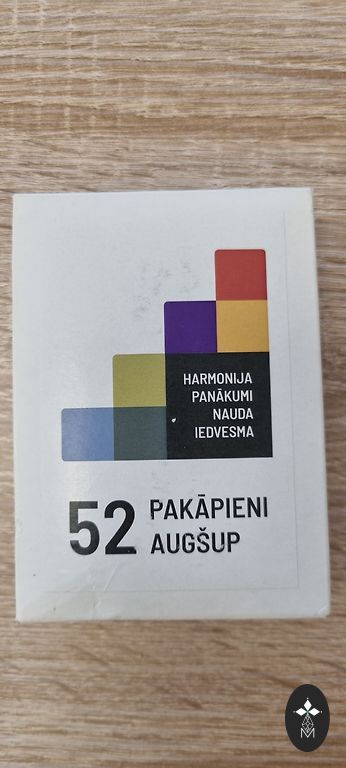 HARMONIJA
PANĀKUMI
NAUDA
IEDVESMA
52 PAKĀPIENI
AUGŠUP
M